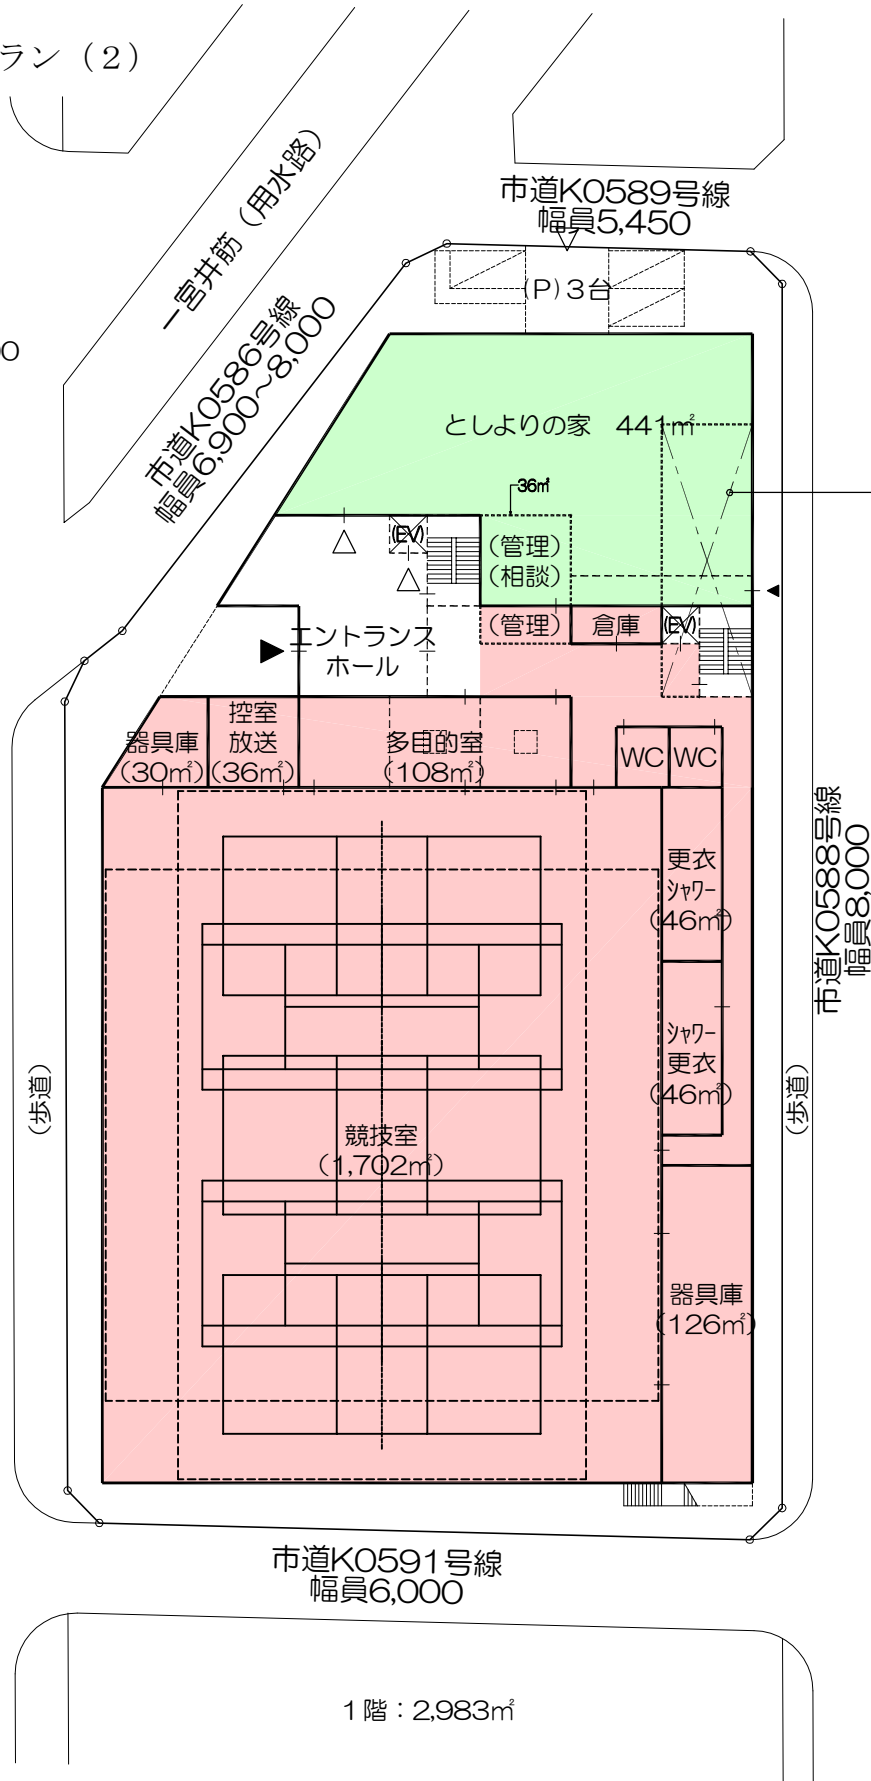 ラン（２）
市道K0589号線
幅員5,450
一宮井筋（用水路）
(P)３台
市道K0586号線
幅員6,900～8,000
0
としよりの家　441㎡
36㎡
(EV)
（管理）
（相談）
（管理）
倉庫
(EV)
エントランス
ホール
控室
放送
（36㎡）
器具庫
（30㎡）
多目的室
（108㎡）
WC
WC
更衣
ｼｬﾜｰ
（46㎡）
市道K0588号線
幅員8,000
ｼｬﾜｰ
更衣
（46㎡）
（歩道）
（歩道）
競技室
（1,702㎡）
器具庫
（126㎡）
市道K0591号線
幅員6,000
１階：2,983㎡